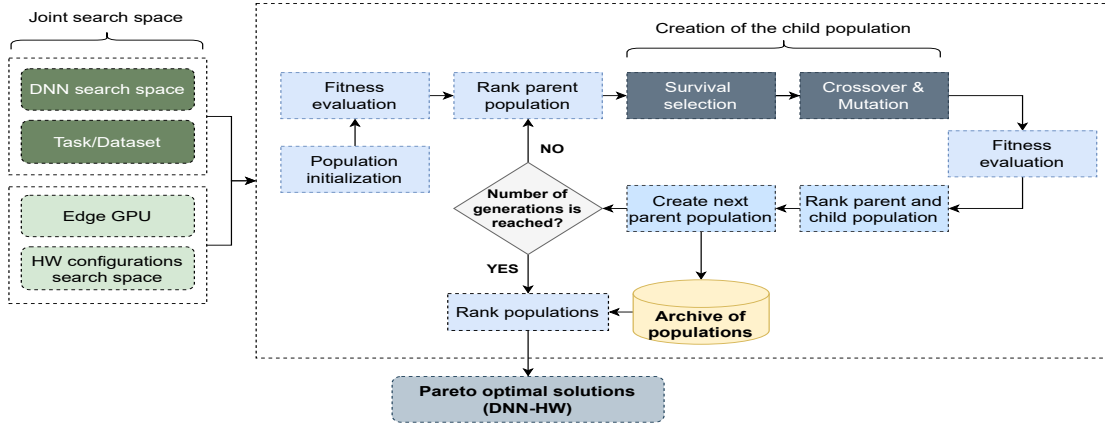 Joint search space
DNN search space
Task/Dataset
Edge GPU
HW configurations
search space
Creation of the child population
Fitness
evaluation
Rank parent
population
Survival
selection
Crossover &
Mutation
Population
initialization
NO
Fitness
evaluation
Number of
generations is
reached?
Create next
parent population
Rank parent and
child population
YES
Rank populations
Archive of
populations
Pareto optimal solutions
(DNN-HW)